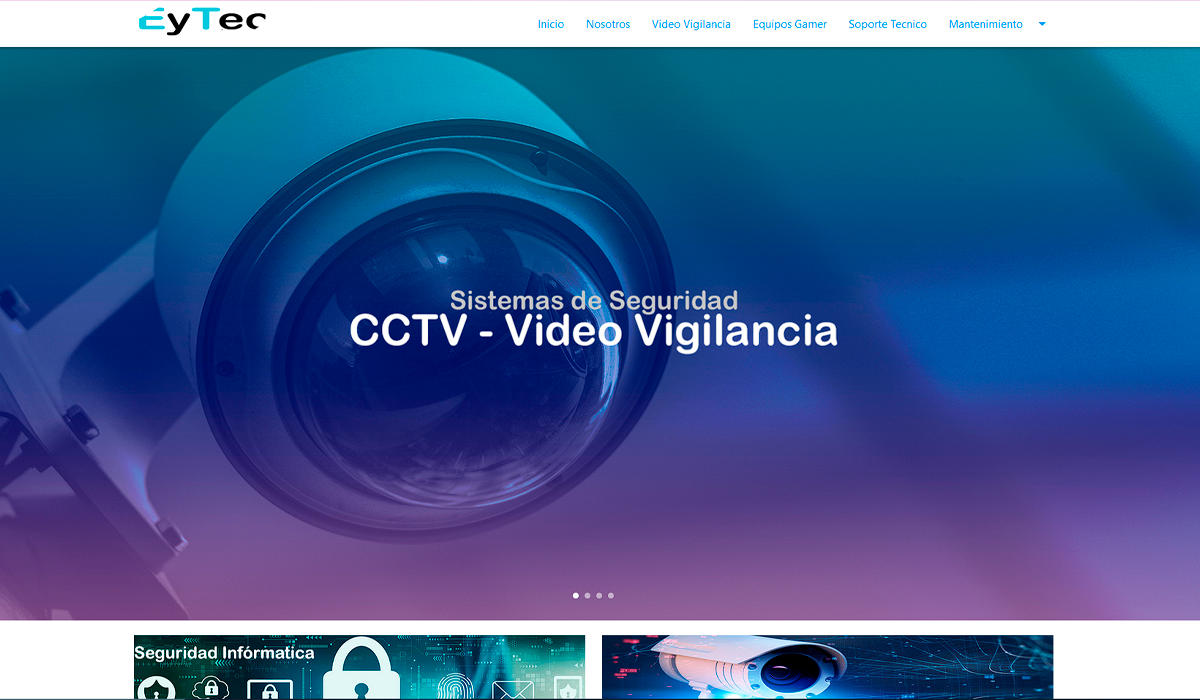 EyTec
Inicio Nosotros Video Vigilancia Equipos Gamer Soporte Tecnico Mantenimiento
Sistemas de Seguridad
CCTV - Video Vigilancia
Seguridad Infórmatica